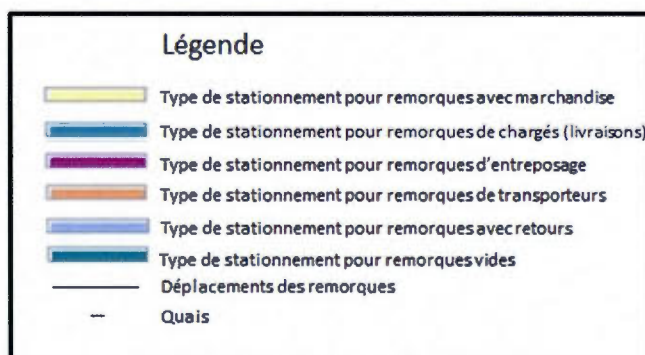 Légende
Type de stationnement pour remorques avec marchandise
Type de stationnement pour remorques de chargés (livraisons)
Type de stationnement pour remorques d'entreposage
Type de stationnement pour remorques de transporteurs
Type de stationnement pour remorques avec retours
Type de stationnement pour remorques vides
Déplacements des remorques
Quais